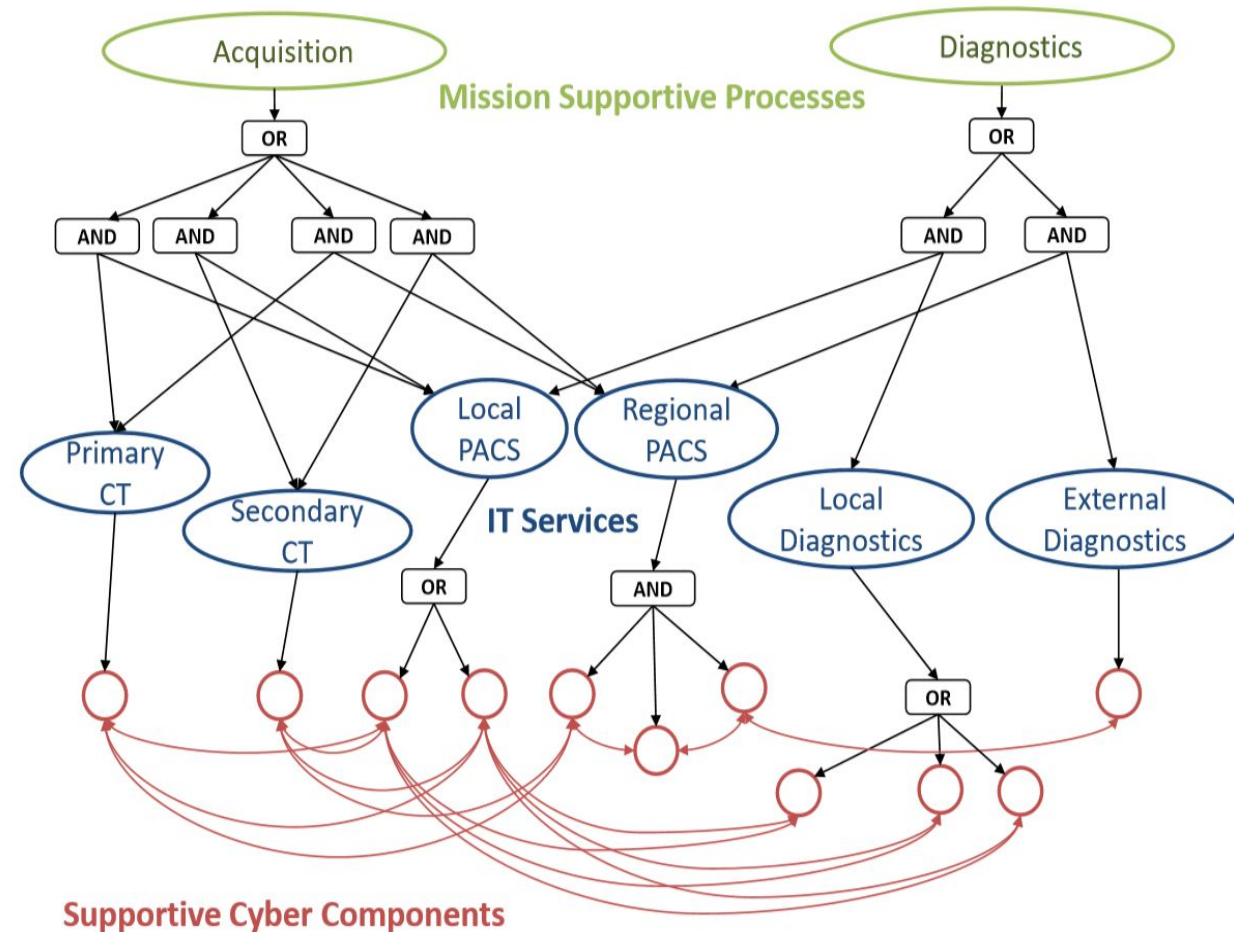 Acquisition
Diagnostics
Mission Supportive Processes
OR
OR
AND
AND
AND
AND
AND
AND
Local
PACS
Regional
PACS
Primary
CT
Secondary
CT
IT Services
Local
Diagnostics
External
Diagnostics
OR
AND
OR
Supportive Cyber Components